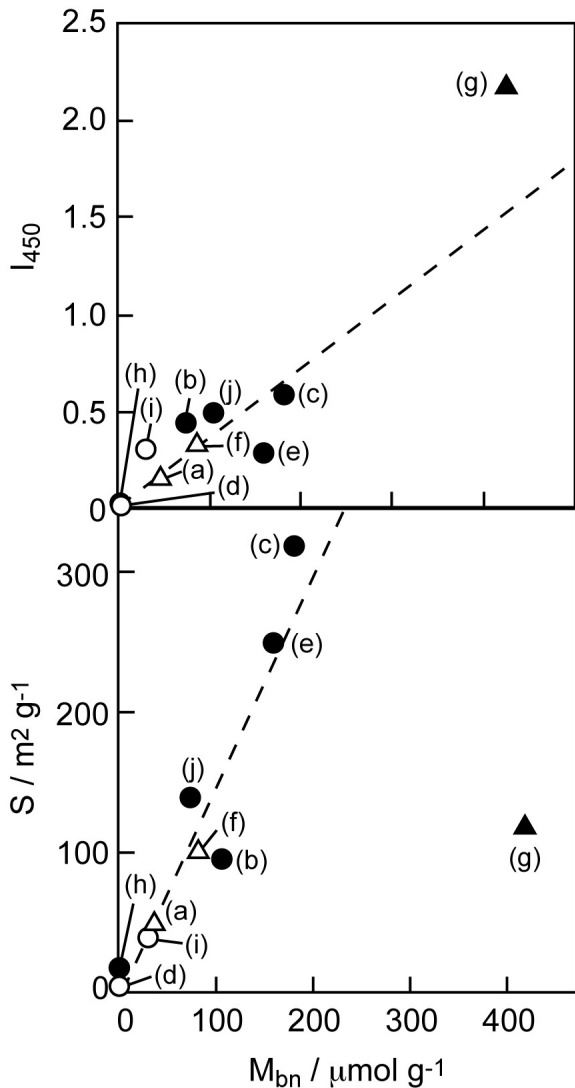 2.5
2.0
1.5
1.0
0.5
0
I450
(g)
(h)
(b)
(j)
(i)
(c)
(f)
(e)
(a)
(d)
300
200
100
0
S / m2 g-1
(c)
(e)
(j)
(f)
(b)
(g)
(h)
(a)
(i)
(d)
0 100 200 300 400
Mbn / μmol g-1